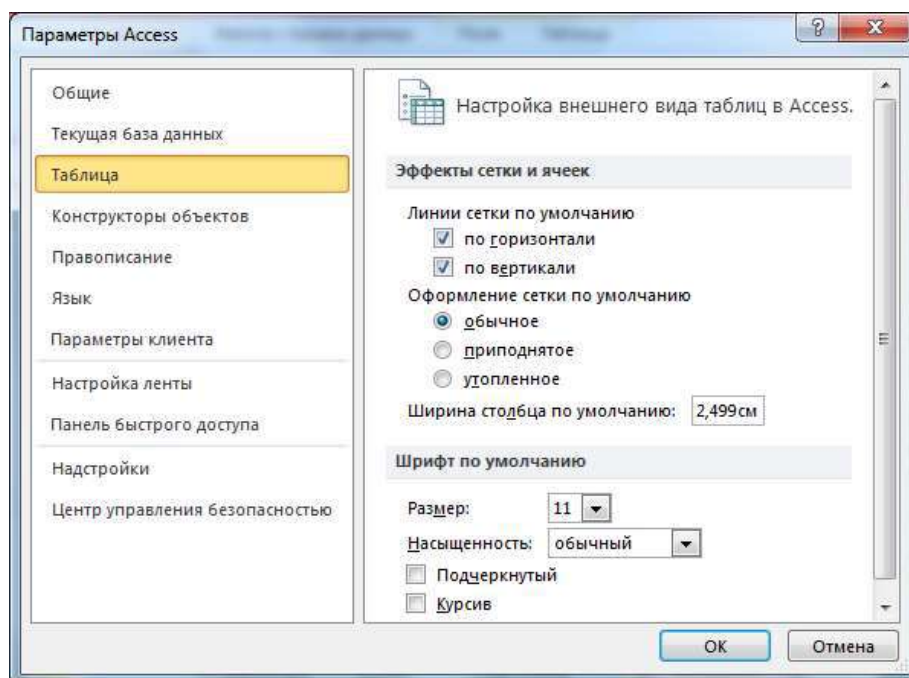 Параметры Access
Общие
Текущая база данных
Таблица
Конструкторы объектов
Правописание
Язык
Параметры клиента
Настройка ленты
Панель быстрого доступа
Надстройки
Центр управления безопасностью
Настройка внешнего вида таблиц в Access.
Эффекты сетки и ячеек
Линии сетки по умолчанию
по горизонтали
по вертикали
Оформление сетки по умолчанию
обычное
приподнятое
утопленное
Ширина столбца по умолчанию: 2,499см
Шрифт по умолчанию
Размер: 11
Насыщенность: обычный
Подчеркнутый
Курсив
ОК Отмена